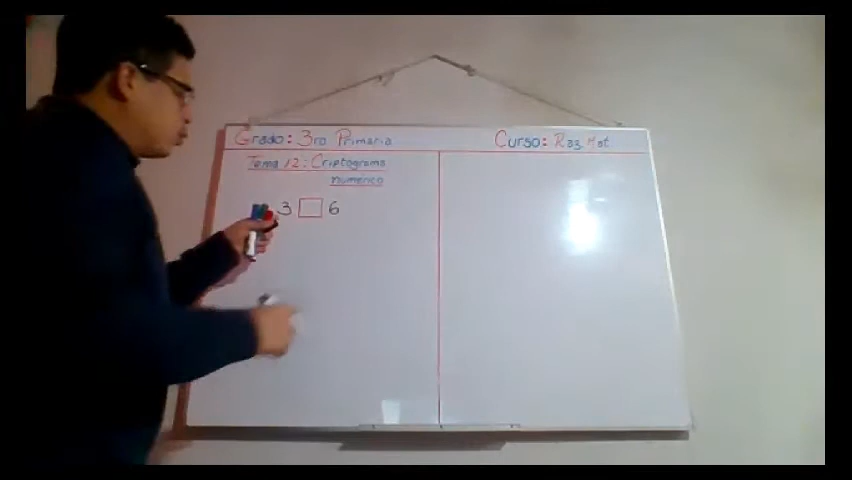 Grado: 3ro Primaria
Curso: Raz Mat
Tema 12: Criptograma
numerico
3 □ 6